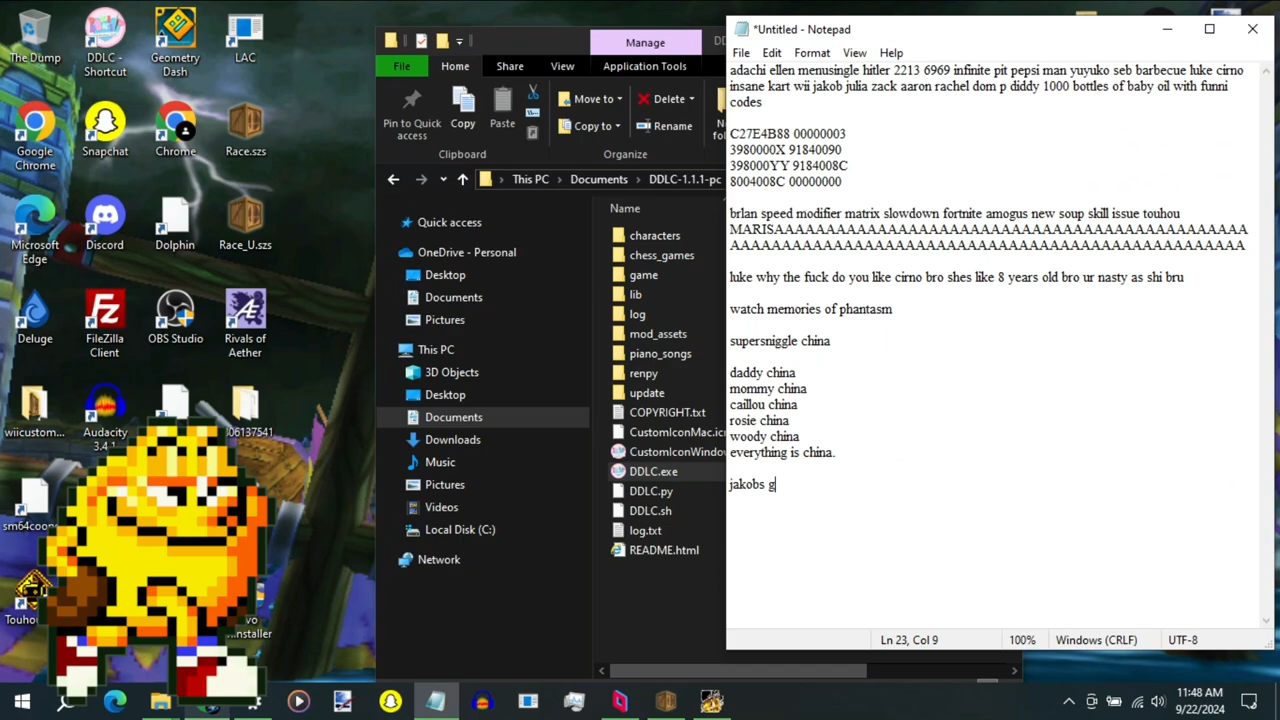 The Dump
DDLC - Shortcut
Geometry Dash
LAC
Google Chrome
Snapchat
Chrome
Race.szs
Microsoft Edge
Discord
Dolphin
Race_U.szs
Deluge
FileZilla Client
OBS Studio
Rivals of Aether
wiicustom...
Audacity 3.4.1
Manage
File
Home
Share
View
Application Tools
Pin to Quick access
Copy
Paste
Move to
Copy to
Delete
Rename
Clipboard
Organize
This PC
Documents
DDLC-1.1.1-pc
Quick access
OneDrive - Personal
Desktop
Documents
Pictures
This PC
3D Objects
Desktop
Documents
Downloads
Music
Pictures
Videos
Local Disk (C:)
Network
Name
characters
chess_games
game
lib
log
mod_assets
piano_songs
renpy
update
COPYRIGHT.txt
CustomIconMac.icn
CustomIconWindow
DDLC.exe
DDLC.py
DDLC.sh
log.txt
README.html
*Untitled - Notepad
File Edit Format View Help
adachi ellen menusingle hitler 2213 6969 infinite pit pepsi man yuyuko seb barbecue luke cirno
insane kart wii jakob julia zack aaron rachel dom p diddy 1000 bottles of baby oil with funni
codes
C27E4B88 00000003
3980000X 91840090
398000YY 9184008C
8004008C 00000000
brlan speed modifier matrix slowdown fortnite amogus new soup skill issue touhou
MARISAAAAAAAAAAAAAAAAAAAAAAAAAAAAAAAAAAAAAAAAAAAAAA
AAAAAAAAAAAAAAAAAAAAAAAAAAAAAAAAAAAAAAAAAAAAAAAAAA
luke why the fuck do you like cirno bro shes like 8 years old bro ur nasty as shi bru
watch memories of phantasm
supersniggle china
daddy china
mommy china
caillou china
rosie china
woody china
everything is china.
jakobs g
Ln 23, Col 9
100%
Windows (CRLF)
UTF-8
11:48 AM
9/22/2024